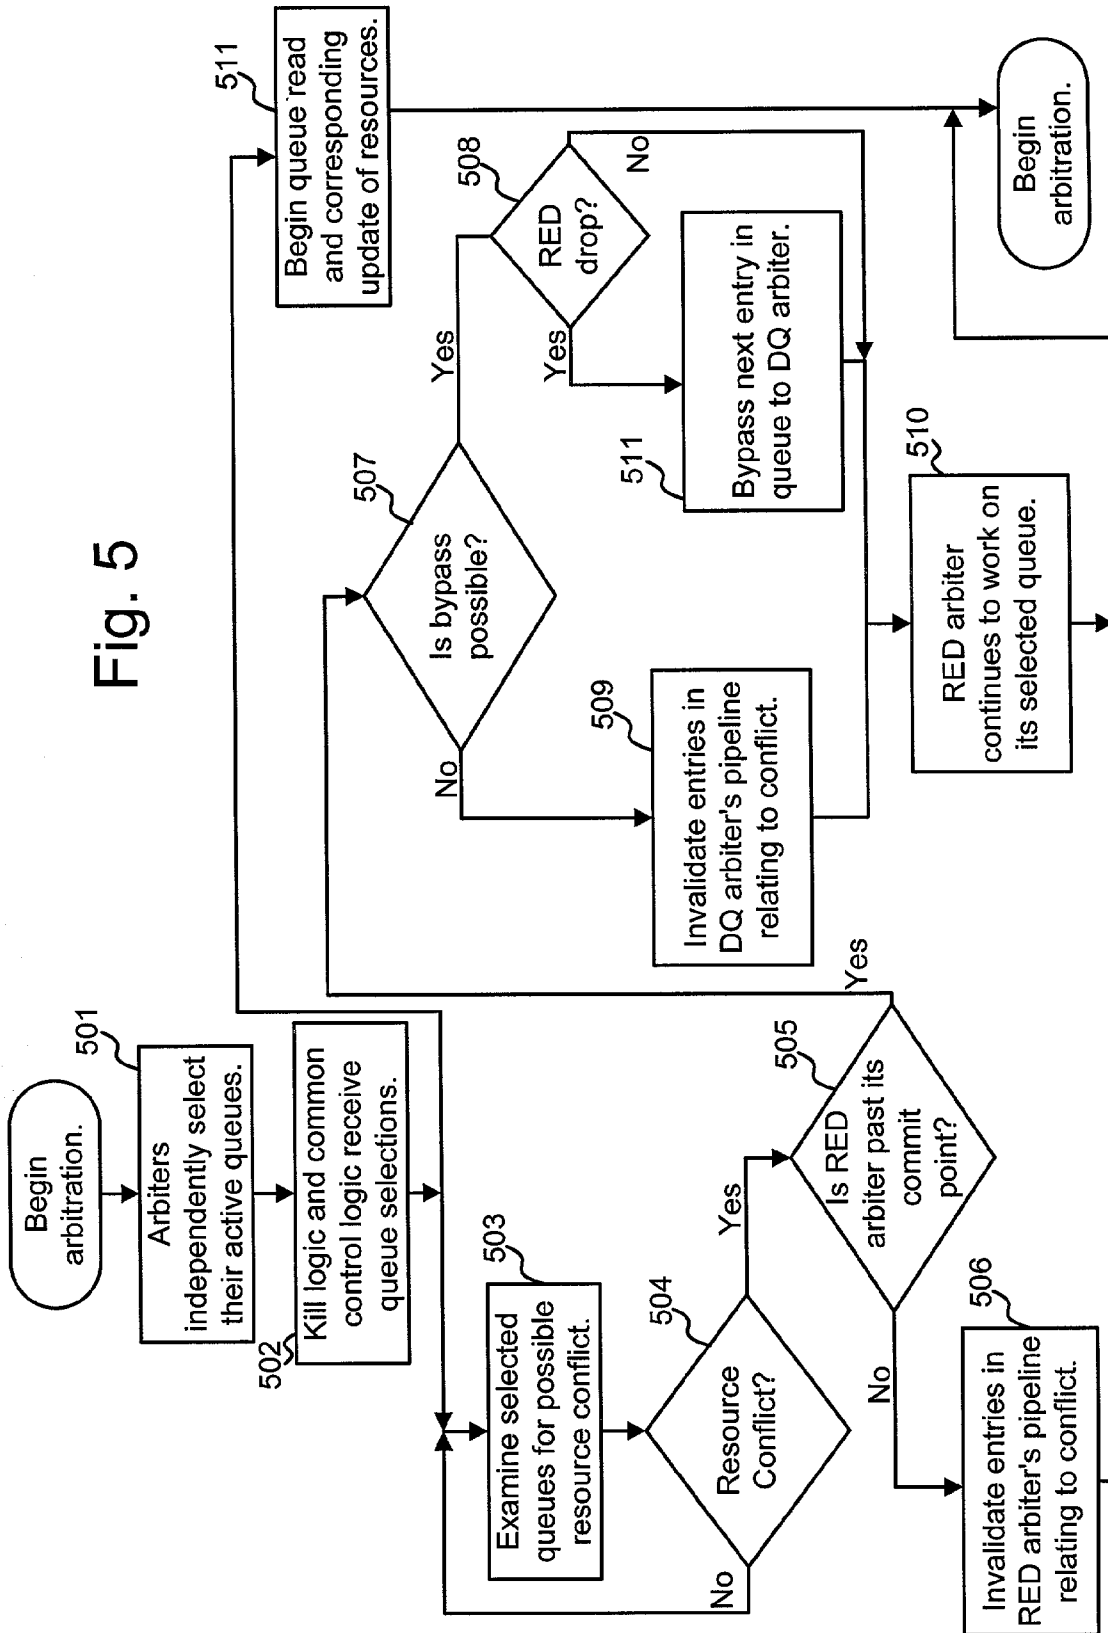 Fig. 5
Begin
arbitration.
501
Arbiters
independently select
their active queues.
502
Kill logic and common
control logic receive
queue selections.
503
Examine selected
queues for possible
resource conflict.
504
Resource
Conflict?
No
Yes
505
Is RED
arbiter past its
commit
point?
No
Yes
506
Invalidate entries in
RED arbiter's pipeline
relating to conflict.
507
Is bypass
possible?
No
Yes
508
RED
drop?
Yes
No
509
Invalidate entries in
DQ arbiter's pipeline
relating to conflict.
511
Bypass next entry in
queue to DQ arbiter.
510
RED arbiter
continues to work on
its selected queue.
511
Begin queue read
and corresponding
update of resources.
Begin
arbitration.